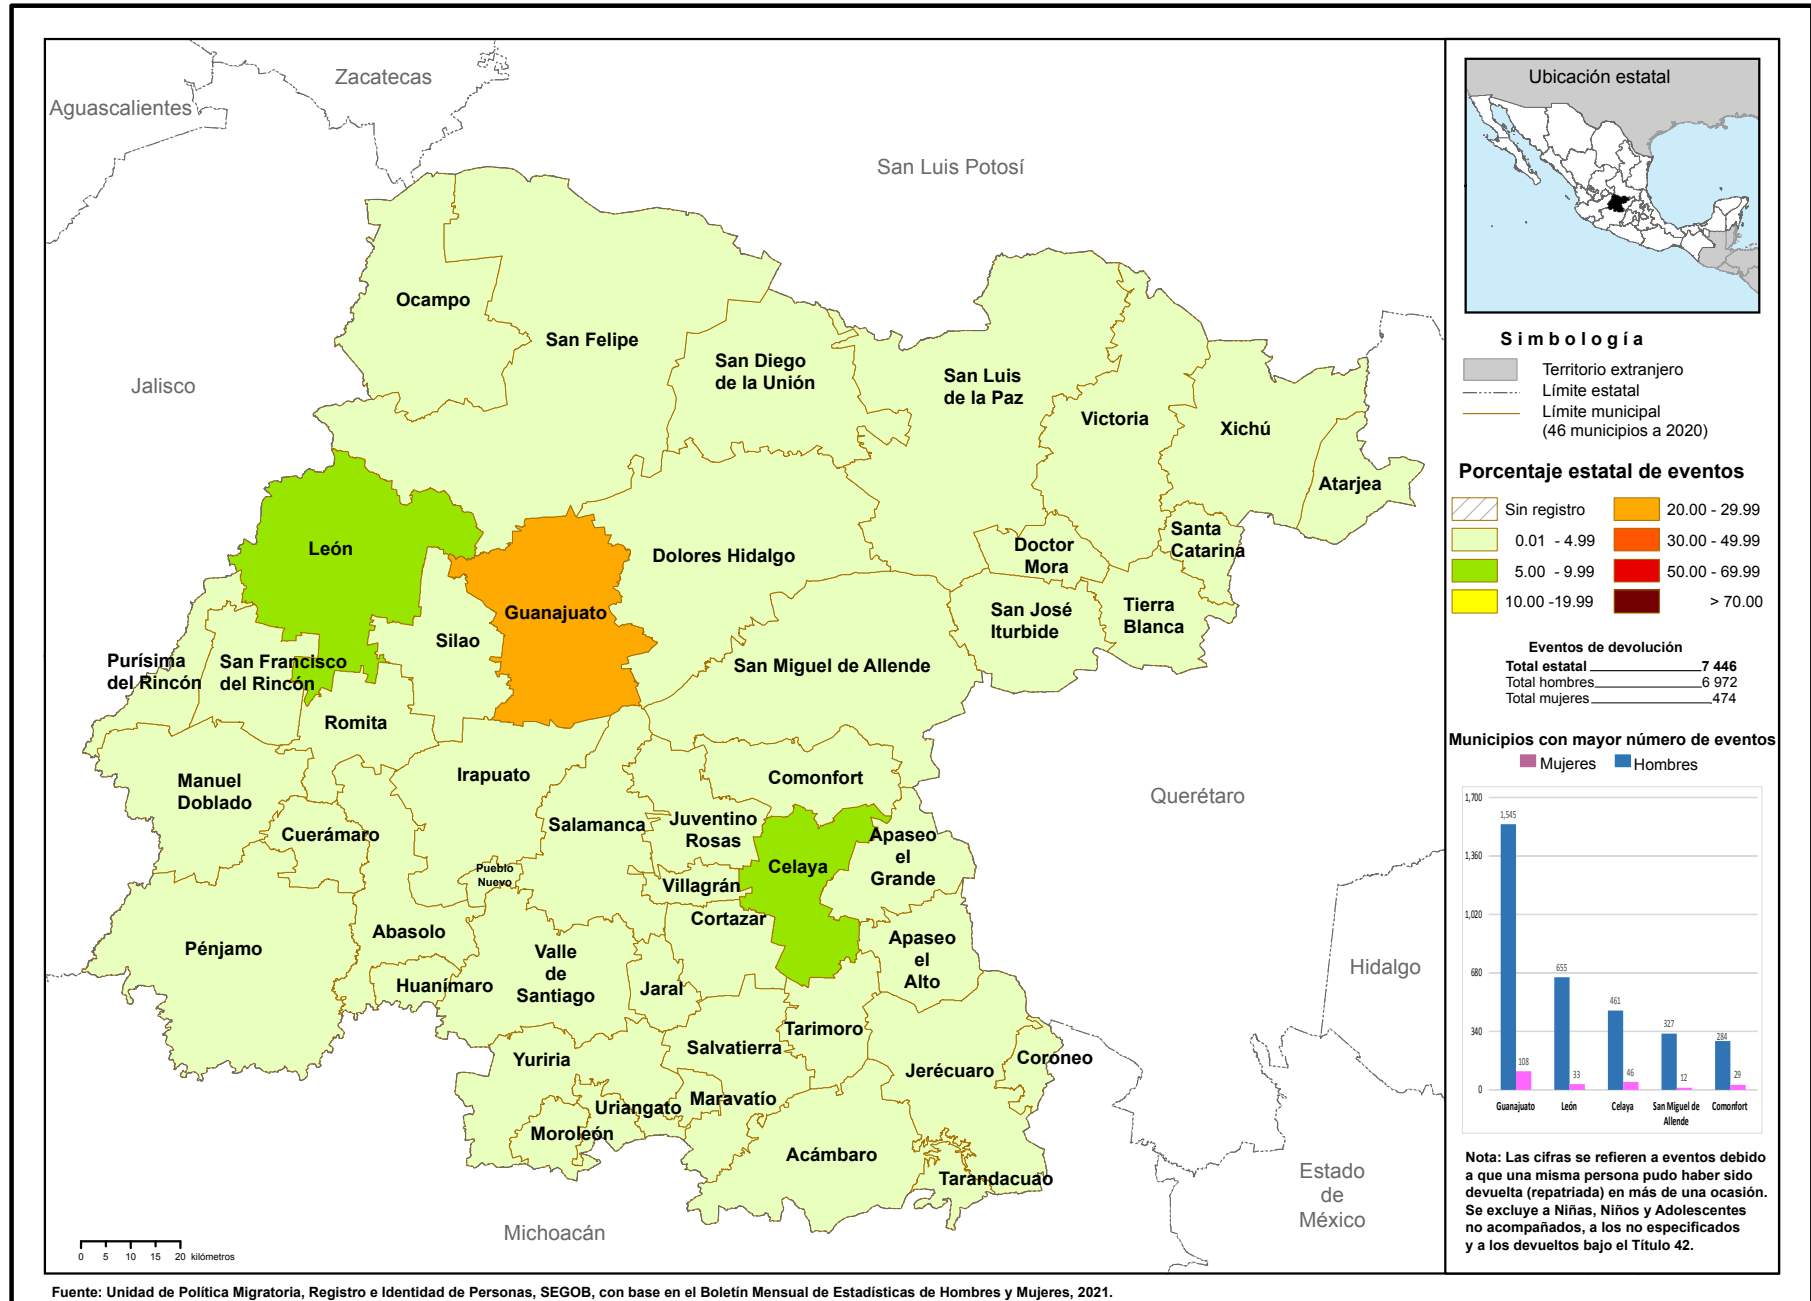 Zacatecas
Aguascalientes
San Luis Potosí
Jalisco
Ocampo
San Felipe
San Diego
de la Unión
San Luis
de la Paz
Victoria
Xichú
Atarjea
León
Guanajuato
Dolores Hidalgo
Doctor
Mora
Santa
Catarina
Silao
San José
Iturbide
Tierra
Blanca
Purísima
del Rincón
San Francisco
del Rincón
San Miguel de Allende
Romita
Manuel
Doblado
Irapuato
Comonfort
Querétaro
Cuerámaro
Salamanca
Juventino
Rosas
Celaya
Apaseo
el
Grande
Pueblo
Nuevo
Villagrán
Cortazar
Pénjamo
Abasolo
Valle
de
Santiago
Apaseo
el
Alto
Hidalgo
Huanímaro
Jaral
Tarimoro
Yuriria
Salvatierra
Jerécuaro
Coroneo
Maravatío
Uriangato
Moroleón
Acámbaro
Tarandacuao
Estado
de
México
Michoacán
0 5 10 15 20 kilómetros
Ubicación estatal
Simbología
Territorio extranjero
Límite estatal
Límite municipal
(46 municipios a 2020)
Porcentaje estatal de eventos
Sin registro
20.00 - 29.99
0.01 - 4.99
30.00 - 49.99
5.00 - 9.99
50.00 - 69.99
10.00 -19.99
> 70.00
Eventos de devolución
Total estatal 7 446
Total hombres 6 972
Total mujeres 474
Municipios con mayor número de eventos
Mujeres Hombres
1,700
1,545
1,360
1,020
680
655
461
340
327
284
108
33
46
12
29
0
Guanajuato León Celaya San Miguel de Comonfort
Allende
Nota: Las cifras se refieren a eventos debido
a que una misma persona pudo haber sido
devuelta (repatriada) en más de una ocasión.
Se excluye a Niñas, Niños y Adolescentes
no acompañados, a los no especificados
y a los devueltos bajo el Título 42.
Fuente: Unidad de Política Migratoria, Registro e Identidad de Personas, SEGOB, con base en el Boletín Mensual de Estadísticas de Hombres y Mujeres, 2021.